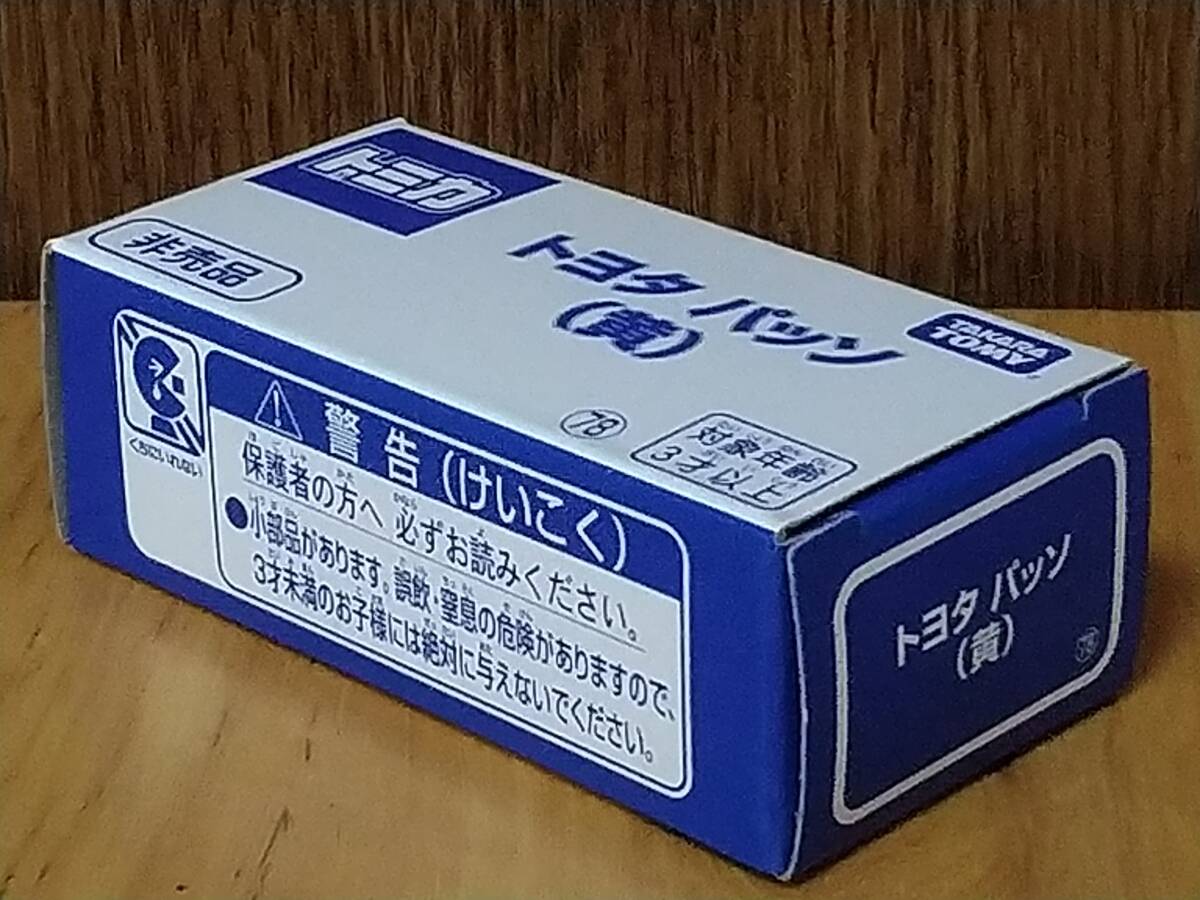 トミカ
非売品
トヨタ パッソ
(黄)
TAKARA
TOMY
78
対象年齢
3才以上
くちにいれない
警告(けいこく)
保護者の方へ 必ずお読みください。
●小部品があります。誤飲・窒息の危険がありますので、
3才未満のお子様には絶対に与えないでください。
トヨタ パッソ
(黄)
78